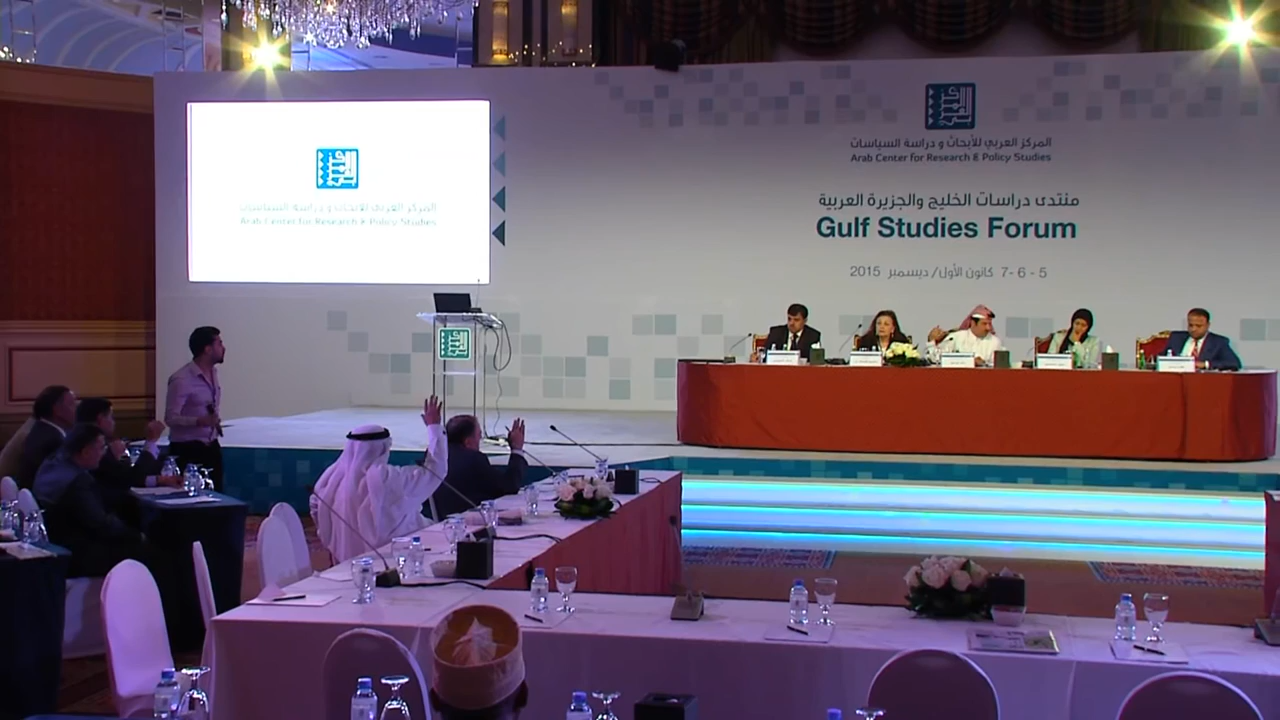 المركز العربي للأبحاث و دراسة السياسات
Arab Center for Research & Policy Studies
المركز العربي للأبحاث و دراسة السياسات
Arab Center for Research & Policy Studies
منتدى دراسات الخليج والجزيرة العربية
Gulf Studies Forum
5 - 6 - 7 كانون الأول/ ديسمبر 2015